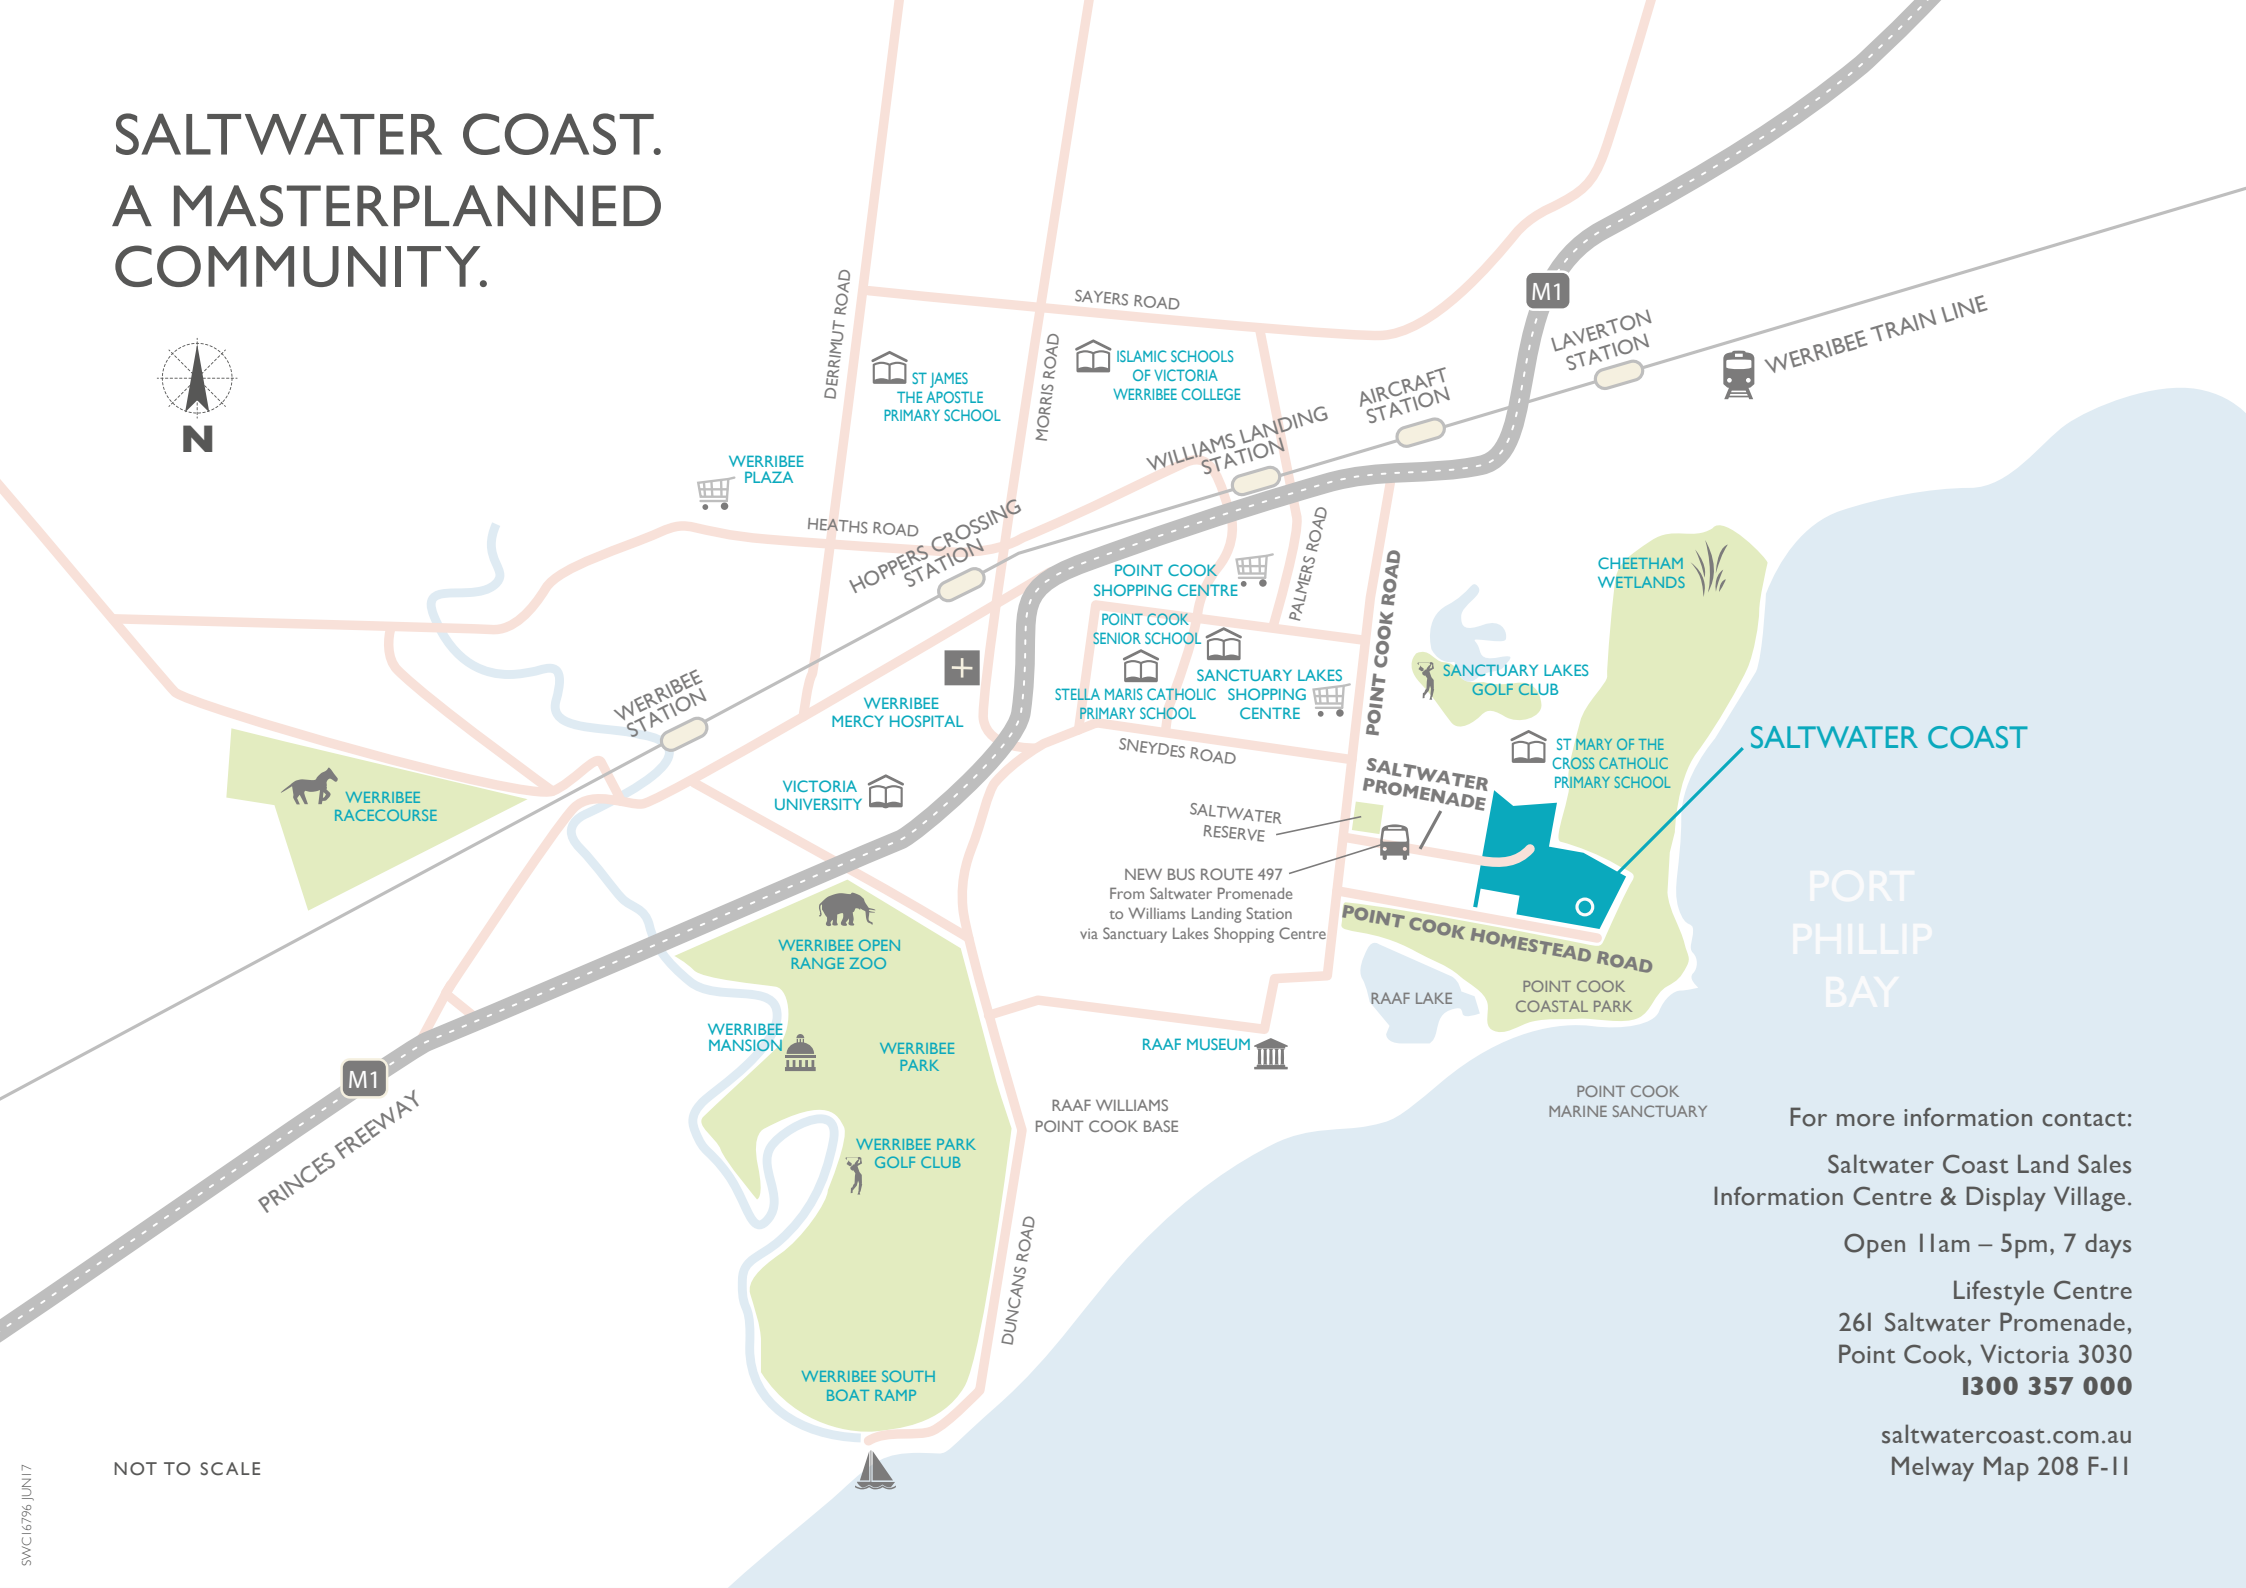 SALTWATER COAST.
A MASTERPLANNED
COMMUNITY.
N
DERRIMUT ROAD
SAYERS ROAD
MORRIS ROAD
ST JAMES
THE APOSTLE
PRIMARY SCHOOL
ISLAMIC SCHOOLS
OF VICTORIA
WERRIBEE COLLEGE
M1
LAVERTON
STATION
WERRIBEE TRAIN LINE
AIRCRAFT
STATION
WILLIAMS LANDING
STATION
WERRIBEE
PLAZA
HEATHS ROAD
HOPPERS CROSSING
STATION
PALMERS ROAD
POINT COOK ROAD
POINT COOK
SHOPPING CENTRE
POINT COOK
SENIOR SCHOOL
STELLA MARIS CATHOLIC
PRIMARY SCHOOL
SANCTUARY LAKES
SHOPPING
CENTRE
CHEETHAM
WETLANDS
SANCTUARY LAKES
GOLF CLUB
WERRIBEE
STATION
WERRIBEE
MERCY HOSPITAL
SNEYDES ROAD
ST MARY OF THE
CROSS CATHOLIC
PRIMARY SCHOOL
SALTWATER COAST
WERRIBEE
RACECOURSE
VICTORIA
UNIVERSITY
SALTWATER
PROMENADE
SALTWATER
RESERVE
NEW BUS ROUTE 497
From Saltwater Promenade
to Williams Landing Station
via Sanctuary Lakes Shopping Centre
POINT COOK HOMESTEAD ROAD
PORT
PHILLIP
BAY
WERRIBEE OPEN
RANGE ZOO
RAAF LAKE
POINT COOK
COASTAL PARK
WERRIBEE
MANSION
WERRIBEE
PARK
RAAF MUSEUM
M1
PRINCES FREEWAY
RAAF WILLIAMS
POINT COOK BASE
POINT COOK
MARINE SANCTUARY
WERRIBEE PARK
GOLF CLUB
DUNCANS ROAD
WERRIBEE SOUTH
BOAT RAMP
For more information contact:
Saltwater Coast Land Sales
Information Centre & Display Village.
Open 11am – 5pm, 7 days
Lifestyle Centre
261 Saltwater Promenade,
Point Cook, Victoria 3030
1300 357 000
saltwatercoast.com.au
Melway Map 208 F-11
NOT TO SCALE
SWC16796 JUN17